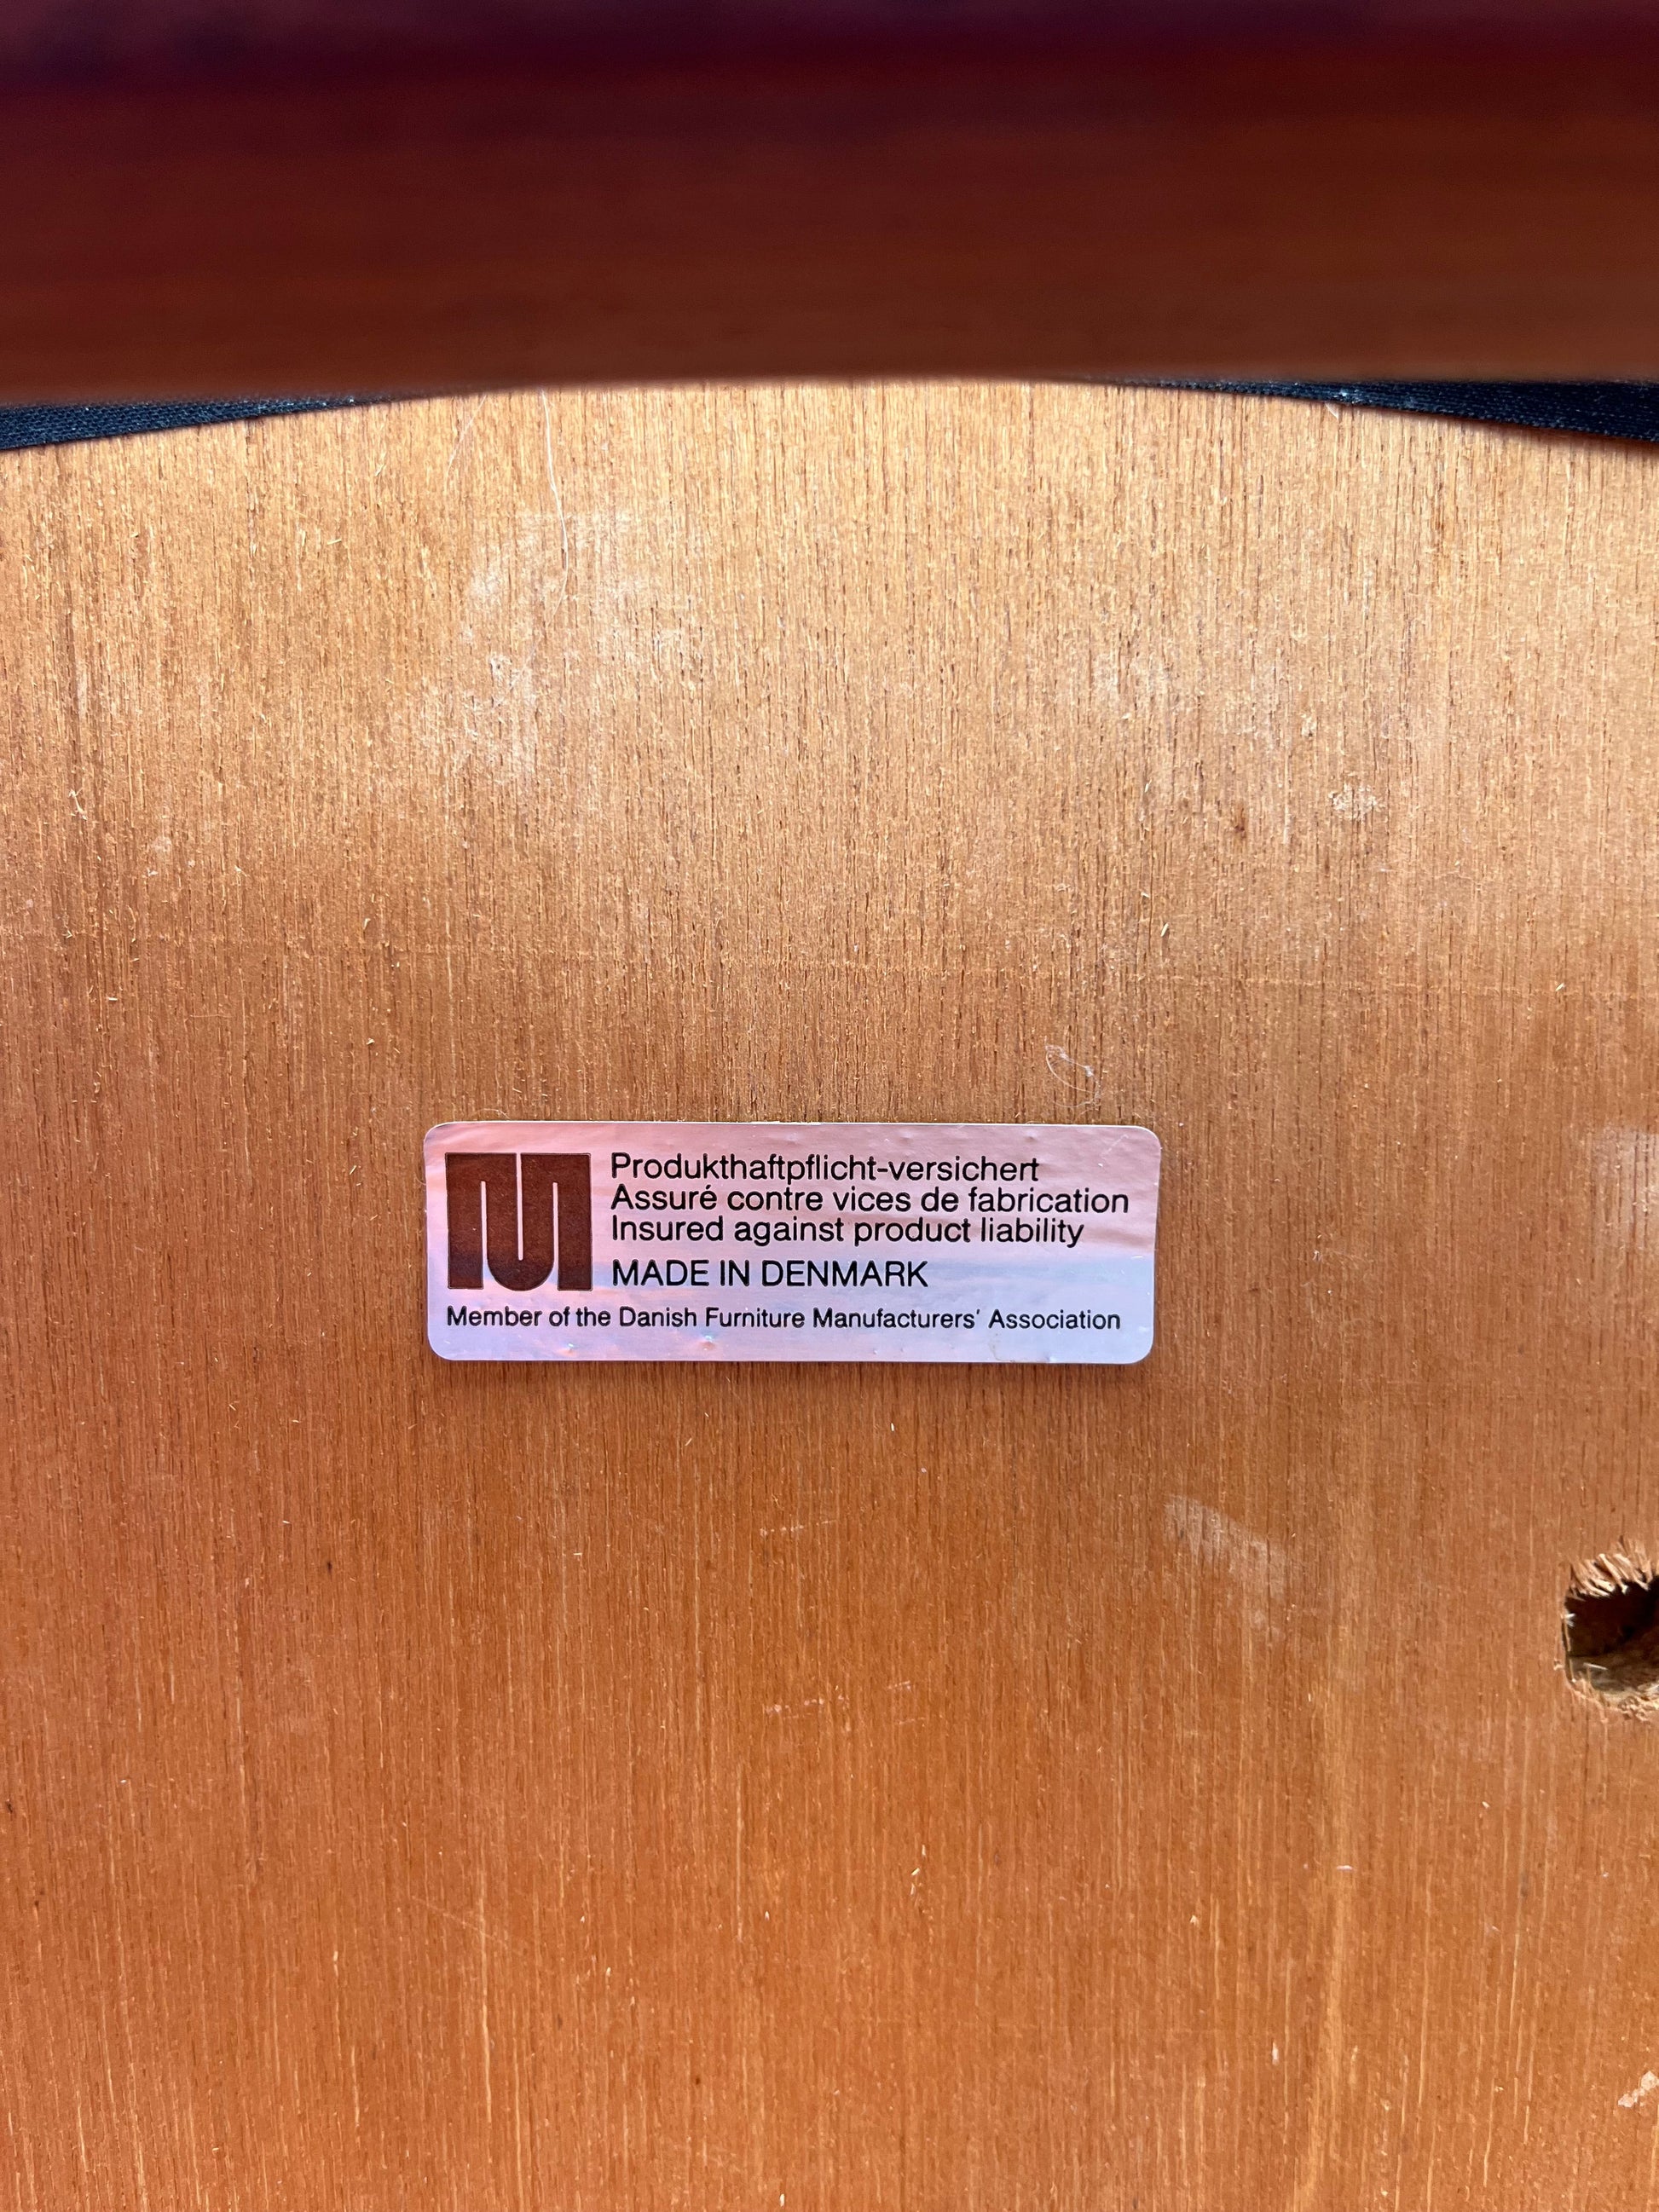 Produkthaftpflicht-versichert
Assuré contre vices de fabrication
Insured against product liability
MADE IN DENMARK
Member of the Danish Furniture Manufacturers' Association